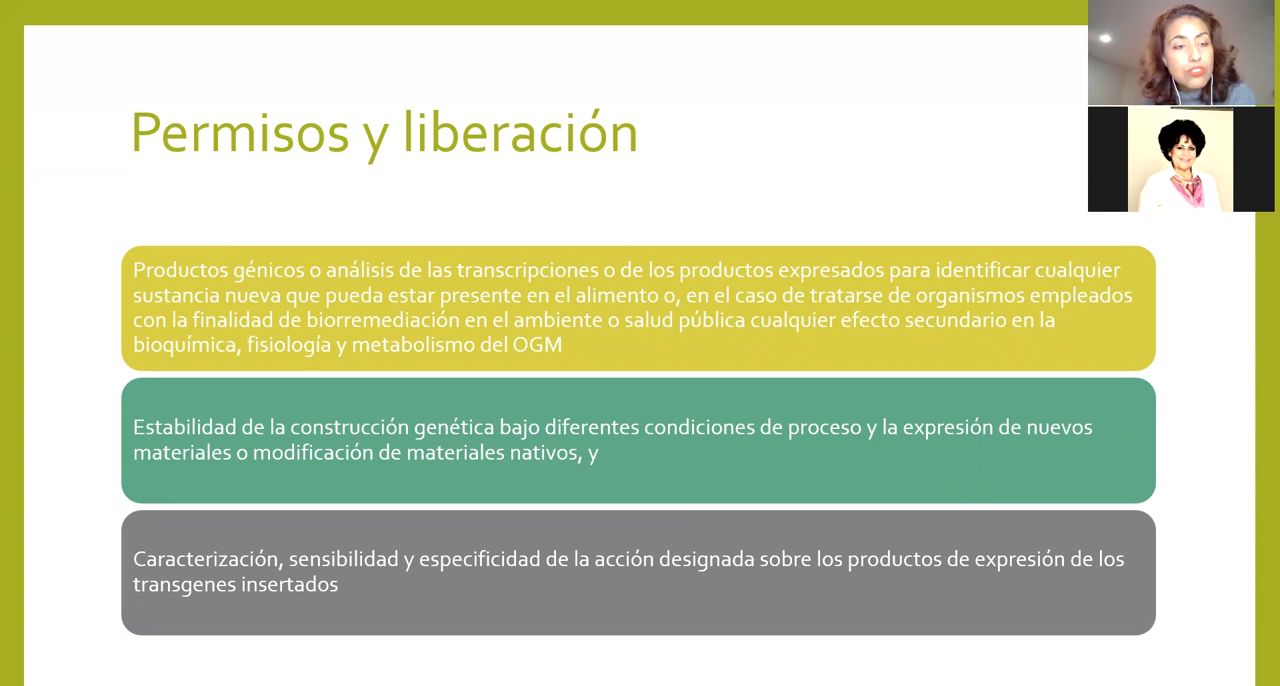 Permisos y liberación
Productos génicos o análisis de las transcripciones o de los productos expresados para identificar cualquier
sustancia nueva que pueda estar presente en el alimento o, en el caso de tratarse de organismos empleados
con la finalidad de biorremediación en el ambiente o salud pública cualquier efecto secundario en la
bioquímica, fisiología y metabolismo del OGM
Estabilidad de la construcción genética bajo diferentes condiciones de proceso y la expresión de nuevos
materiales o modificación de materiales nativos, y
Caracterización, sensibilidad y especificidad de la acción designada sobre los productos de expresión de los
transgenes insertados